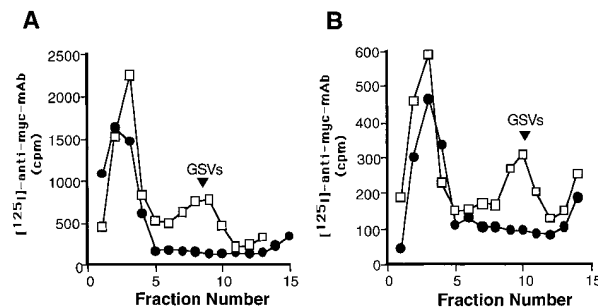 A
[125I]-anti-myc-mAb
(cpm)
2500
2000
1500
1000
500
0
GSVs
0 5 10 15
Fraction Number
B
[125I]-anti-myc-mAb
(cpm)
600
500
400
300
200
100
0
GSVs
0 5 10 15
Fraction Number